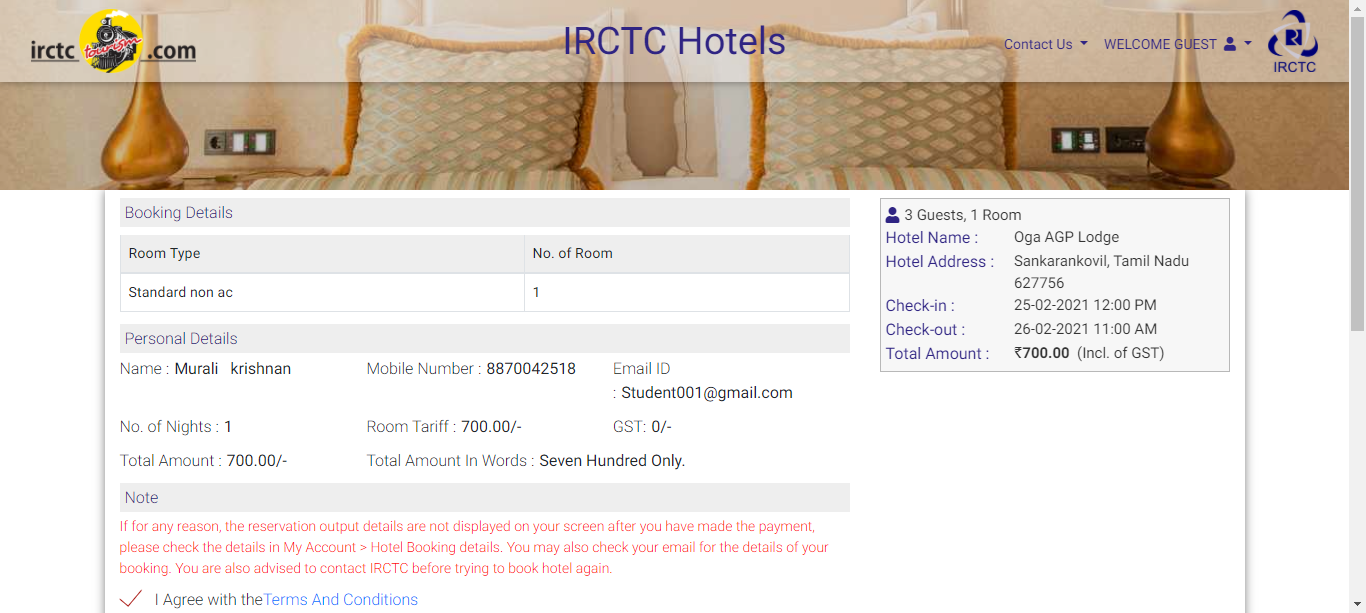 irctc tourism .com
IRCTC Hotels
Contact Us
WELCOME GUEST
IRCTC
Booking Details
Room Type No. of Room
Standard non ac 1
Personal Details
Name : Murali krishnan Mobile Number : 8870042518 Email ID
: Student001@gmail.com
No. of Nights : 1 Room Tariff : 700.00/- GST: 0/-
Total Amount : 700.00/- Total Amount In Words : Seven Hundred Only.
Note
If for any reason, the reservation output details are not displayed on your screen after you have made the payment,
please check the details in My Account > Hotel Booking details. You may also check your email for the details of your
booking. You are also advised to contact IRCTC before trying to book hotel again.
I Agree with theTerms And Conditions
3 Guests, 1 Room
Hotel Name : Oga AGP Lodge
Hotel Address : Sankarankovil, Tamil Nadu
627756
Check-in : 25-02-2021 12:00 PM
Check-out : 26-02-2021 11:00 AM
Total Amount : ₹700.00 (Incl. of GST)